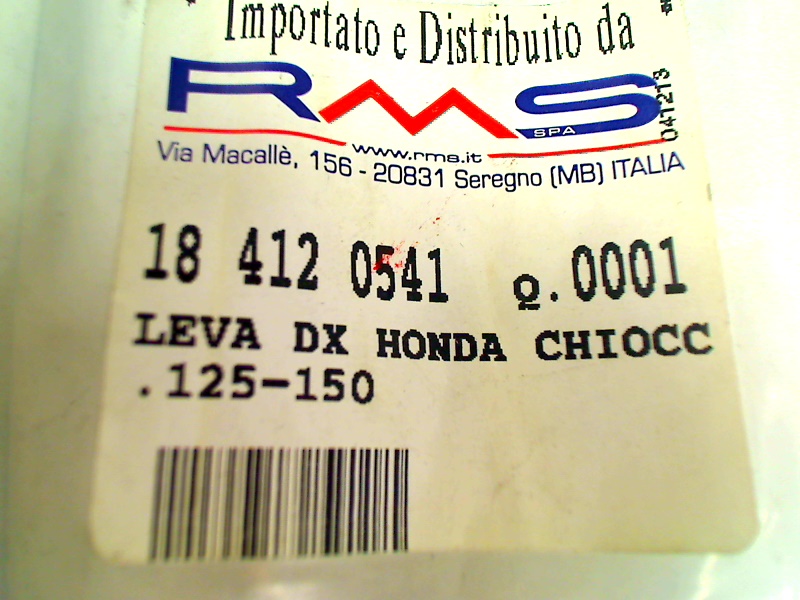 Importato e Distribuito da
RMS
SPA
041213
www.rms.it
Via Macallè, 156 - 20831 Seregno (MB) ITALIA
18 412 0541 Q.0001
LEVA DX HONDA CHIOCC
.125-150